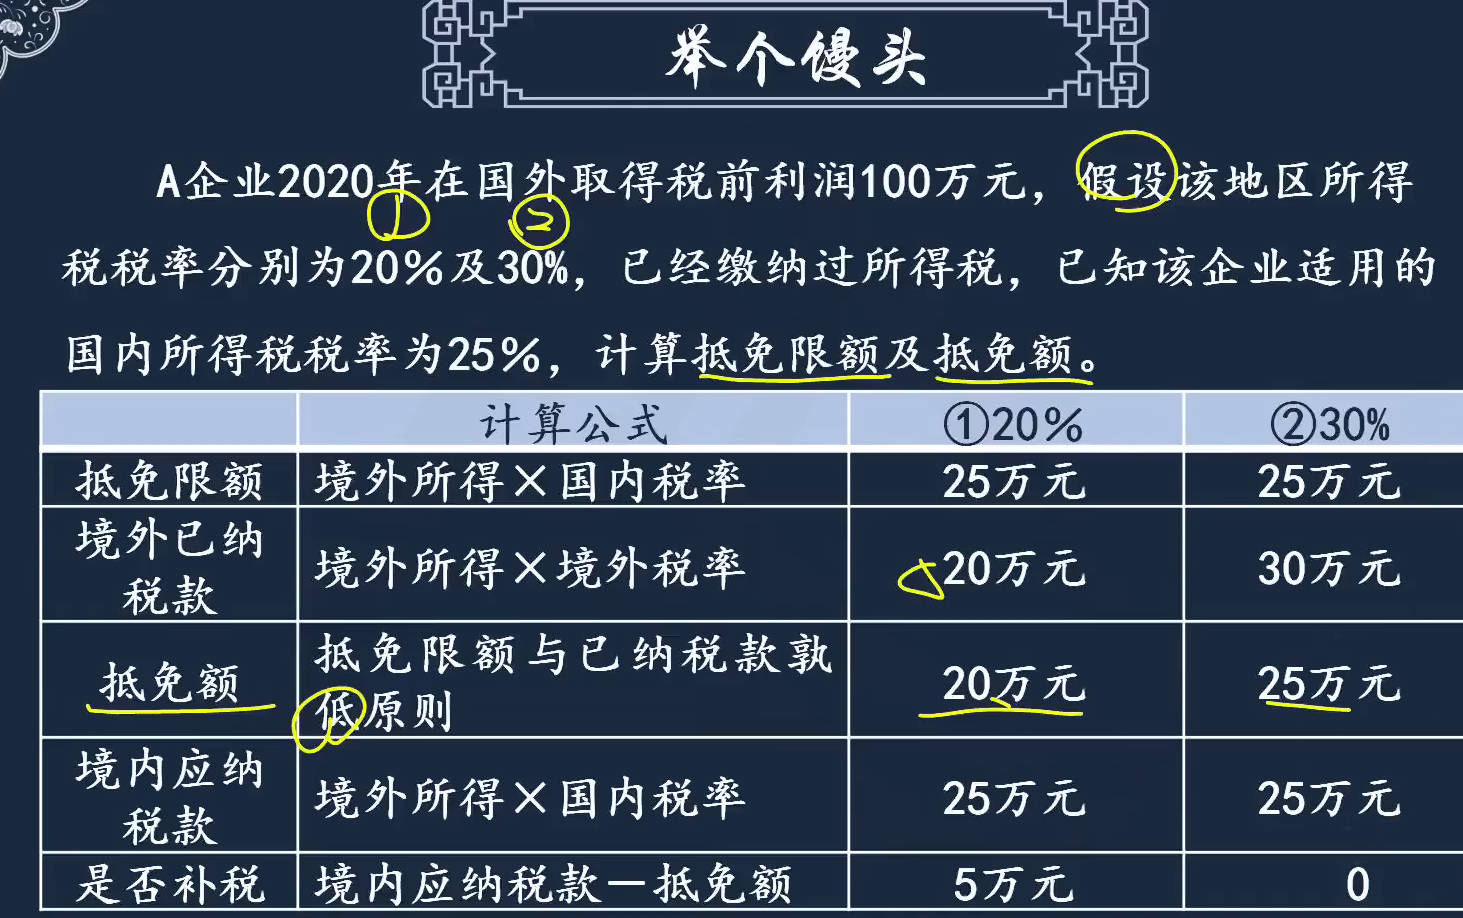 举个馒头
A企业2020年在国外取得税前利润100万元，假设该地区所得
① ②
税税率分别为20%及30%，已经缴纳过所得税，已知该企业适用的
国内所得税税率为25%，计算抵免限额及抵免额。
计算公式 ①20% ②30%
抵免限额 境外所得×国内税率 25万元 25万元
境外已纳
税款 境外所得×境外税率 20万元 30万元
抵免额 抵免限额与已纳税款孰
低原则 20万元 25万元
境内应纳
税款 境外所得×国内税率 25万元 25万元
是否补税 境内应纳税款－抵免额 5万元 0